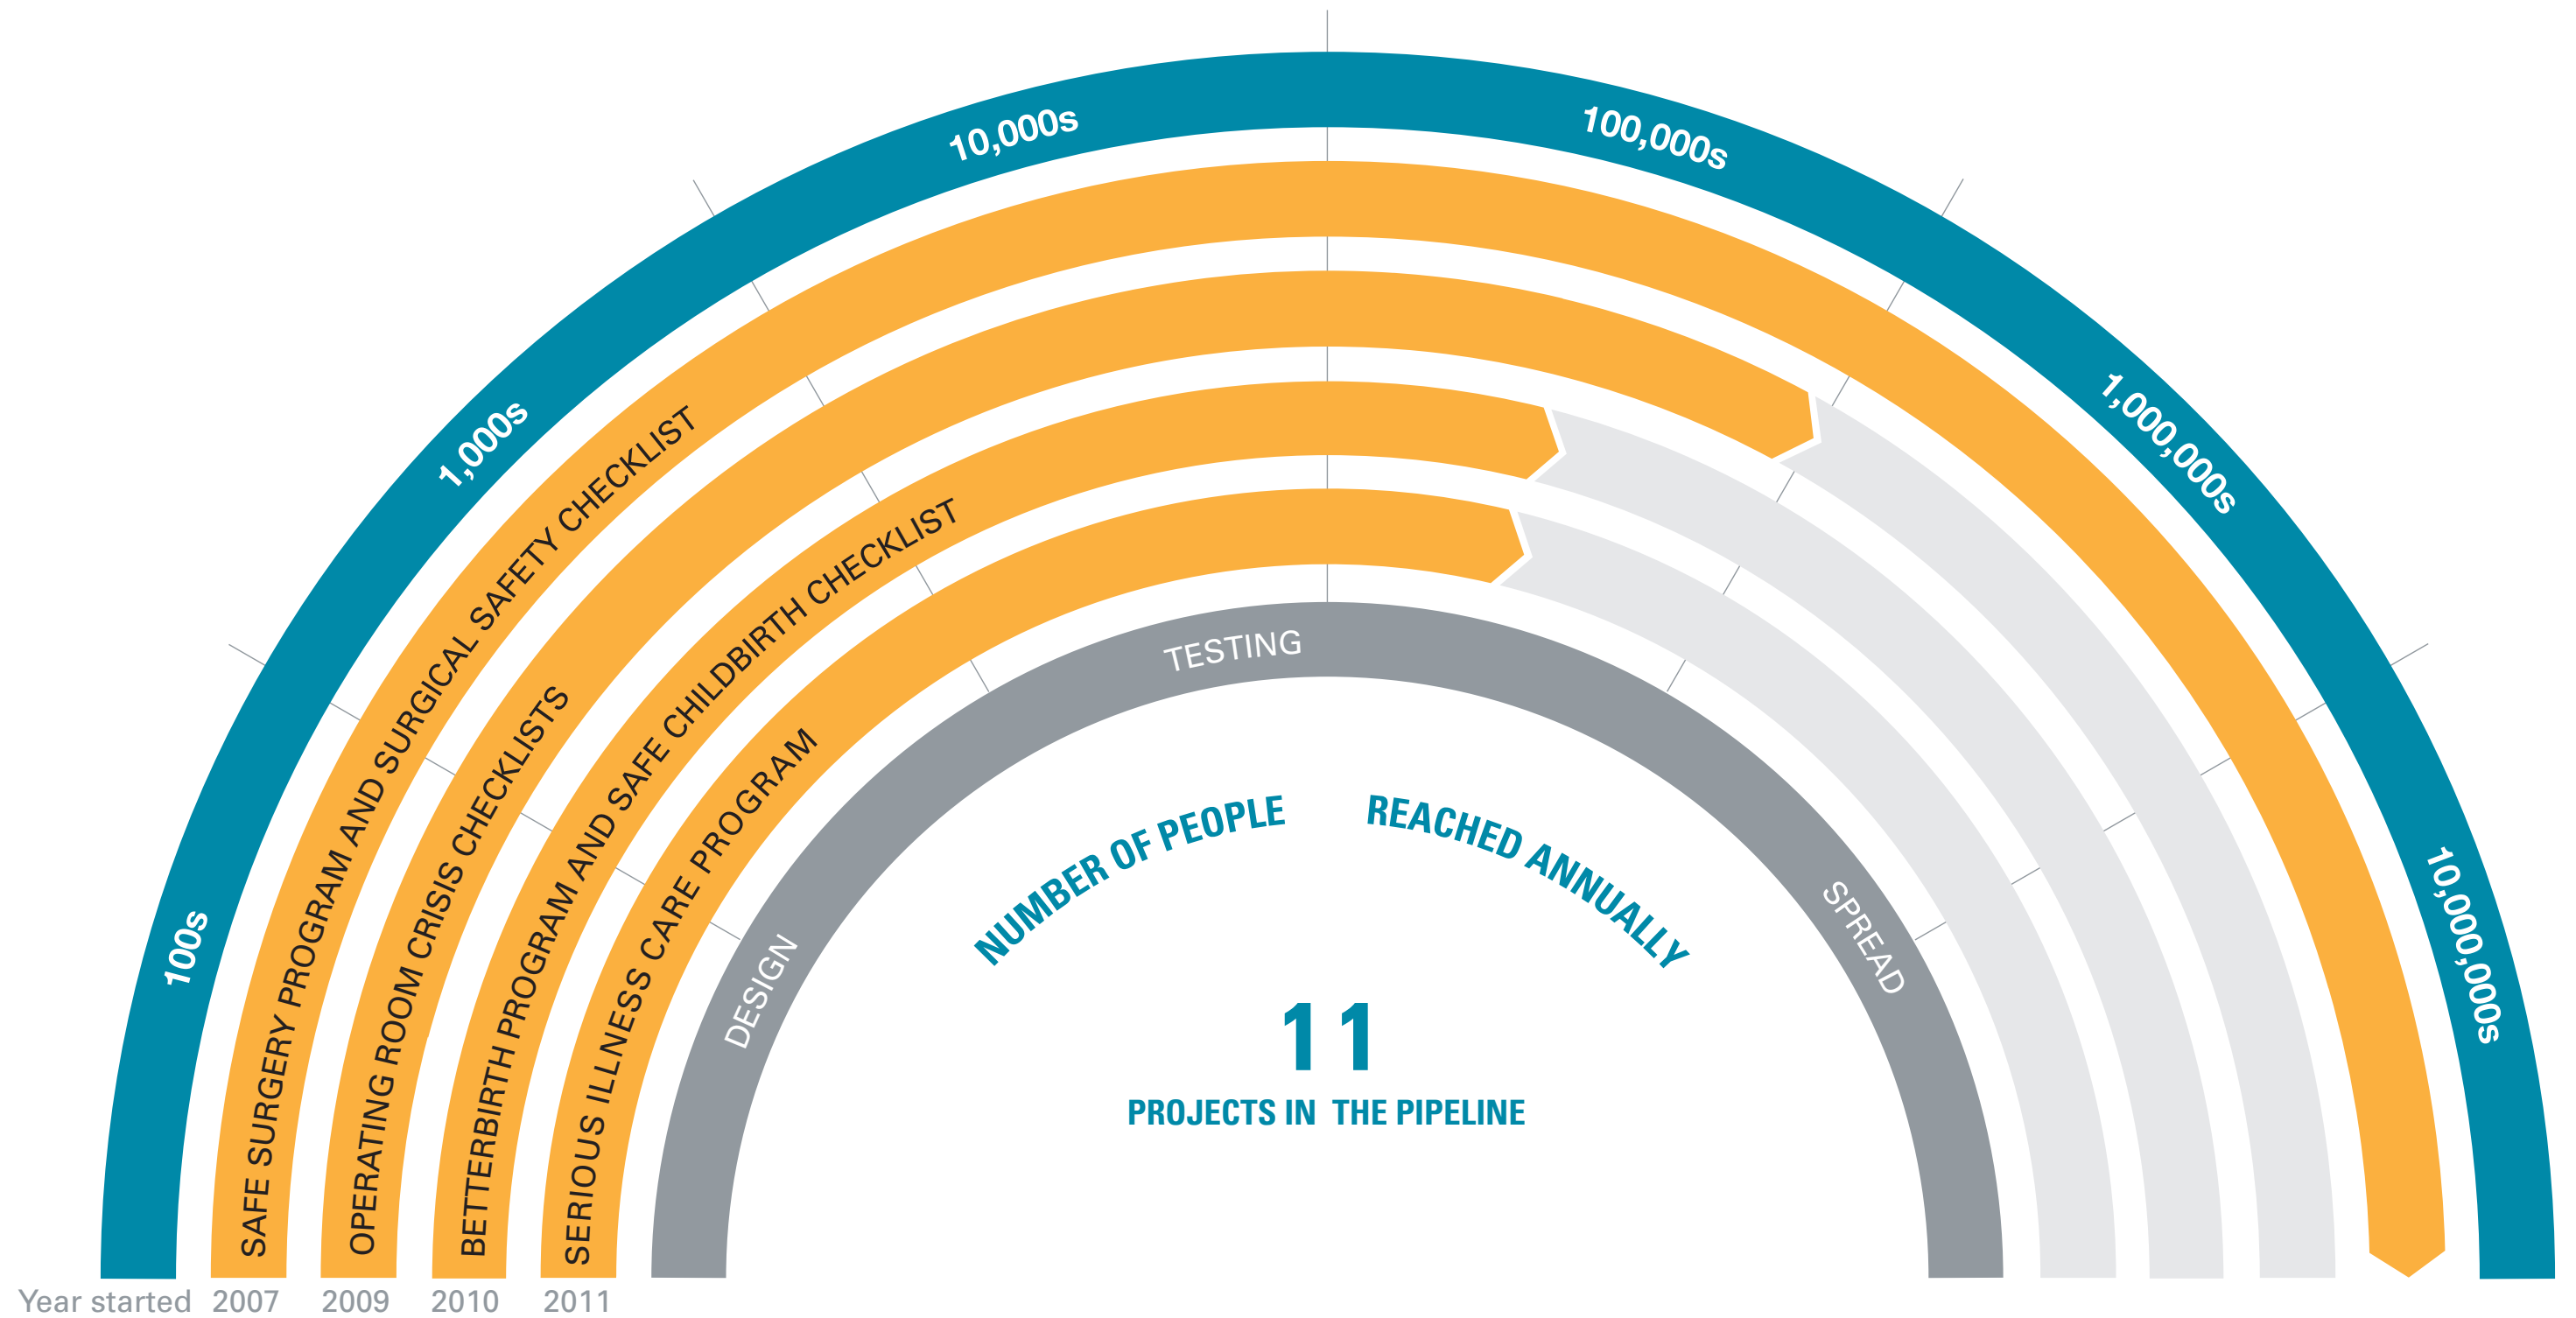 100s
1,000s
10,000s
100,000s
1,000,000s
10,000,000s
SAFE SURGERY PROGRAM AND SURGICAL SAFETY CHECKLIST
OPERATING ROOM CRISIS CHECKLISTS
BETTERBIRTH PROGRAM AND SAFE CHILDBIRTH CHECKLIST
SERIOUS ILLNESS CARE PROGRAM
DESIGN
TESTING
SPREAD
NUMBER OF PEOPLE REACHED ANNUALLY
11
PROJECTS IN THE PIPELINE
Year started 2007 2009 2010 2011